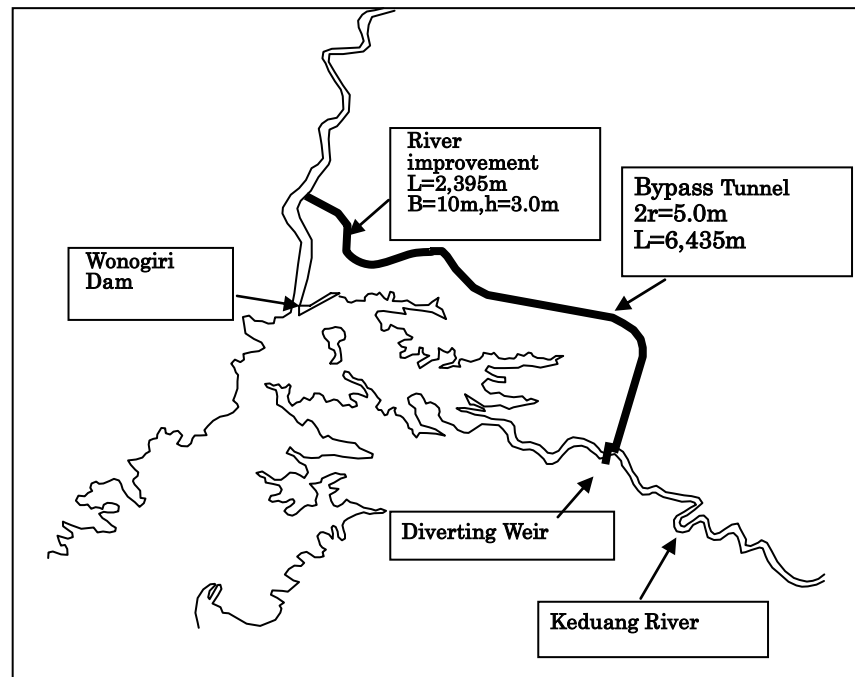 River
improvement
L=2,395m
B=10m,h=3.0m
Bypass Tunnel
2r=5.0m
L=6,435m
Wonogiri
Dam
Diverting Weir
Keduang River